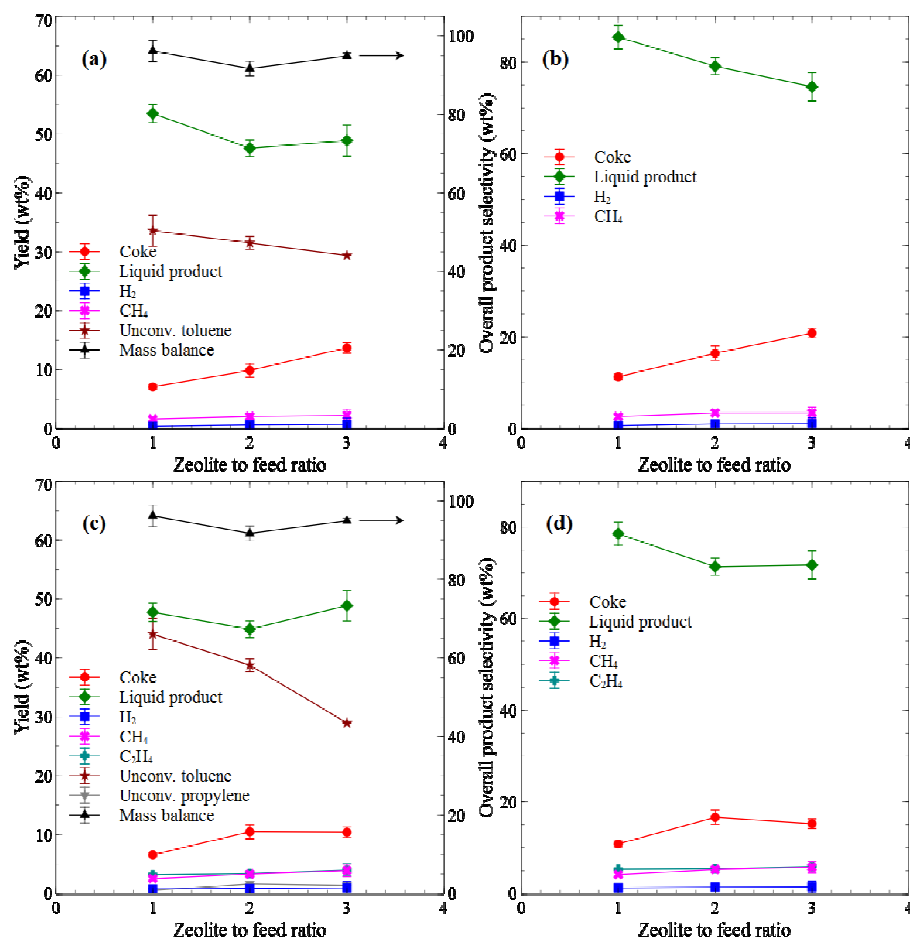 (a)
Yield (wt%)
70
60
50
40
30
20
10
0
100
80
60
40
20
0
Coke
Liquid product
H₂
CH₄
Unconv. toluene
Mass balance
0 1 2 3 4
Zeolite to feed ratio
(b)
Overall product selectivity (wt%)
80
60
40
20
0
Coke
Liquid product
H₂
CH₄
0 1 2 3 4
Zeolite to feed ratio
(c)
Yield (wt%)
70
60
50
40
30
20
10
0
100
80
60
40
20
0
Coke
Liquid product
H₂
CH₄
C₂H₄
Unconv. toluene
Unconv. propylene
Mass balance
0 1 2 3 4
Zeolite to feed ratio
(d)
Overall product selectivity (wt%)
80
60
40
20
0
Coke
Liquid product
H₂
CH₄
C₂H₄
0 1 2 3 4
Zeolite to feed ratio